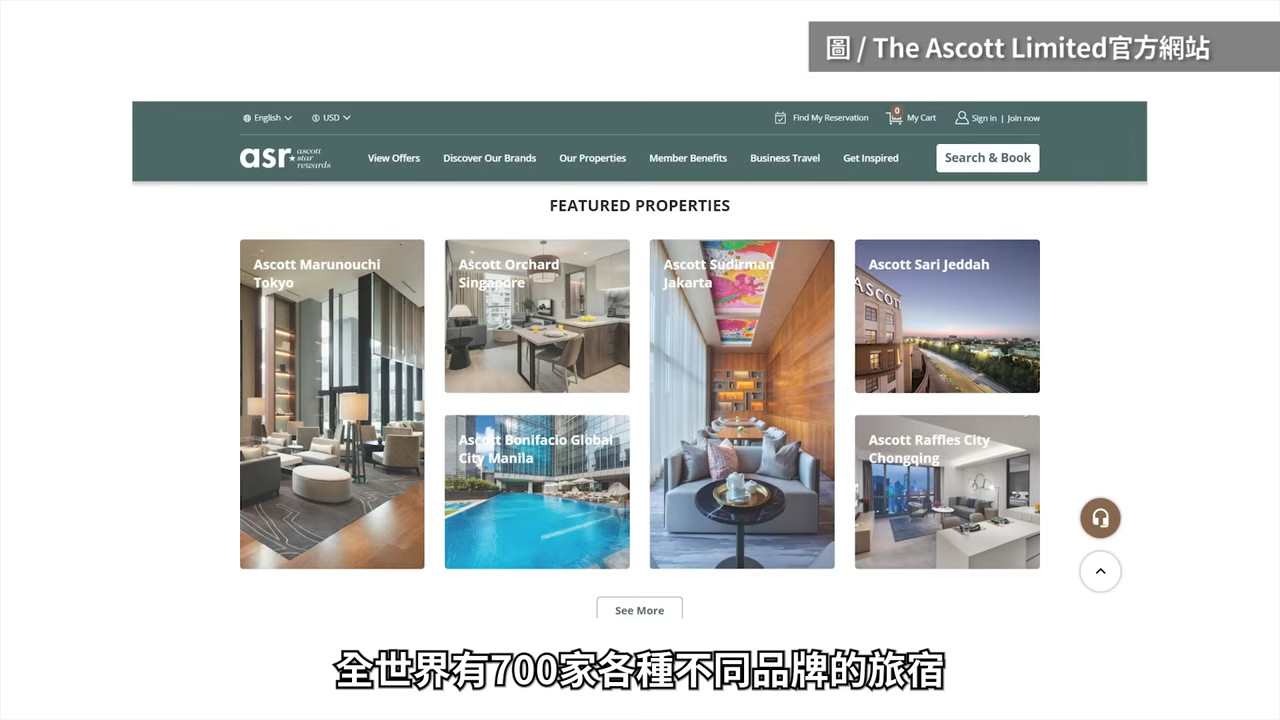 圖 / The Ascott Limited官方網站
English
USD
Find My Reservation
0
My Cart
Sign in | Join now
asr
ascott
star
rewards
View Offers
Discover Our Brands
Our Properties
Member Benefits
Business Travel
Get Inspired
Search & Book
FEATURED PROPERTIES
Ascott Marunouchi
Tokyo
Ascott Orchard
Singapore
Ascott Sudirman
Jakarta
Ascott Sari Jeddah
ASCOTT
Ascott Bonifacio Global
City Manila
Ascott Raffles City
Chongqing
See More
全世界有700家各種不同品牌的旅宿